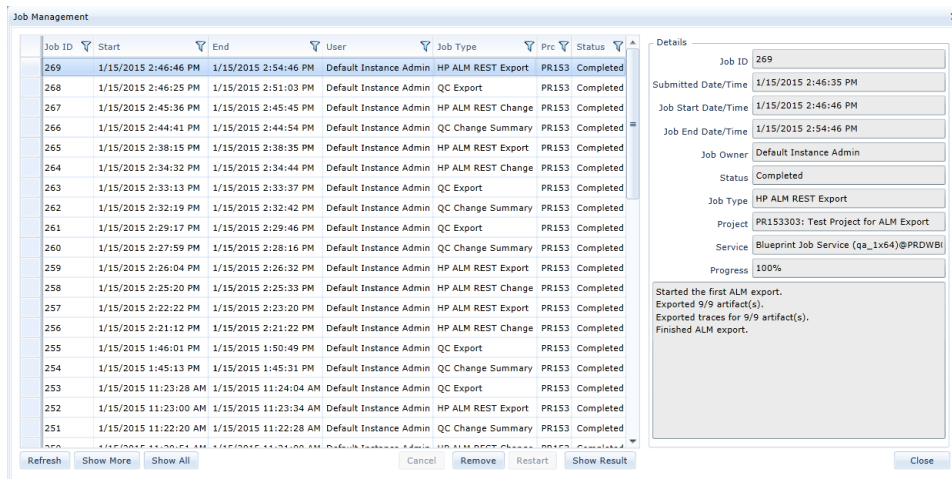 Job Management
Job ID Start End User Job Type Prc Status
269 1/15/2015 2:46:46 PM 1/15/2015 2:54:46 PM Default Instance Admin HP ALM REST Export PR153 Completed
268 1/15/2015 2:46:25 PM 1/15/2015 2:51:03 PM Default Instance Admin QC Export PR153 Completed
267 1/15/2015 2:45:36 PM 1/15/2015 2:45:45 PM Default Instance Admin HP ALM REST Change PR153 Completed
266 1/15/2015 2:44:41 PM 1/15/2015 2:44:54 PM Default Instance Admin QC Change Summary PR153 Completed
265 1/15/2015 2:38:15 PM 1/15/2015 2:38:35 PM Default Instance Admin HP ALM REST Export PR153 Completed
264 1/15/2015 2:34:32 PM 1/15/2015 2:34:44 PM Default Instance Admin HP ALM REST Change PR153 Completed
263 1/15/2015 2:33:13 PM 1/15/2015 2:33:37 PM Default Instance Admin QC Export PR153 Completed
262 1/15/2015 2:32:19 PM 1/15/2015 2:32:42 PM Default Instance Admin QC Change Summary PR153 Completed
261 1/15/2015 2:29:17 PM 1/15/2015 2:29:46 PM Default Instance Admin QC Export PR153 Completed
260 1/15/2015 2:27:59 PM 1/15/2015 2:28:16 PM Default Instance Admin QC Change Summary PR153 Completed
259 1/15/2015 2:26:04 PM 1/15/2015 2:26:32 PM Default Instance Admin HP ALM REST Export PR153 Completed
258 1/15/2015 2:25:20 PM 1/15/2015 2:25:33 PM Default Instance Admin HP ALM REST Change PR153 Completed
257 1/15/2015 2:22:22 PM 1/15/2015 2:23:20 PM Default Instance Admin HP ALM REST Export PR153 Completed
256 1/15/2015 2:21:12 PM 1/15/2015 2:21:22 PM Default Instance Admin HP ALM REST Change PR153 Completed
255 1/15/2015 1:46:01 PM 1/15/2015 1:50:49 PM Default Instance Admin QC Export PR153 Completed
254 1/15/2015 1:45:13 PM 1/15/2015 1:45:31 PM Default Instance Admin QC Change Summary PR153 Completed
253 1/15/2015 11:23:28 AM 1/15/2015 11:24:04 AM Default Instance Admin QC Export PR153 Completed
252 1/15/2015 11:23:00 AM 1/15/2015 11:23:34 AM Default Instance Admin HP ALM REST Export PR153 Completed
251 1/15/2015 11:22:20 AM 1/15/2015 11:22:28 AM Default Instance Admin QC Change Summary PR153 Completed
Refresh Show More Show All Cancel Remove Restart Show Result
Details
Job ID 269
Submitted Date/Time 1/15/2015 2:46:35 PM
Job Start Date/Time 1/15/2015 2:46:46 PM
Job End Date/Time 1/15/2015 2:54:46 PM
Job Owner Default Instance Admin
Status Completed
Job Type HP ALM REST Export
Project PR153303: Test Project for ALM Export
Service Blueprint Job Service (qa_1x64)@PRDWB
Progress 100%
Started the first ALM export.
Exported 9/9 artifact(s).
Exported traces for 9/9 artifact(s).
Finished ALM export.
Close